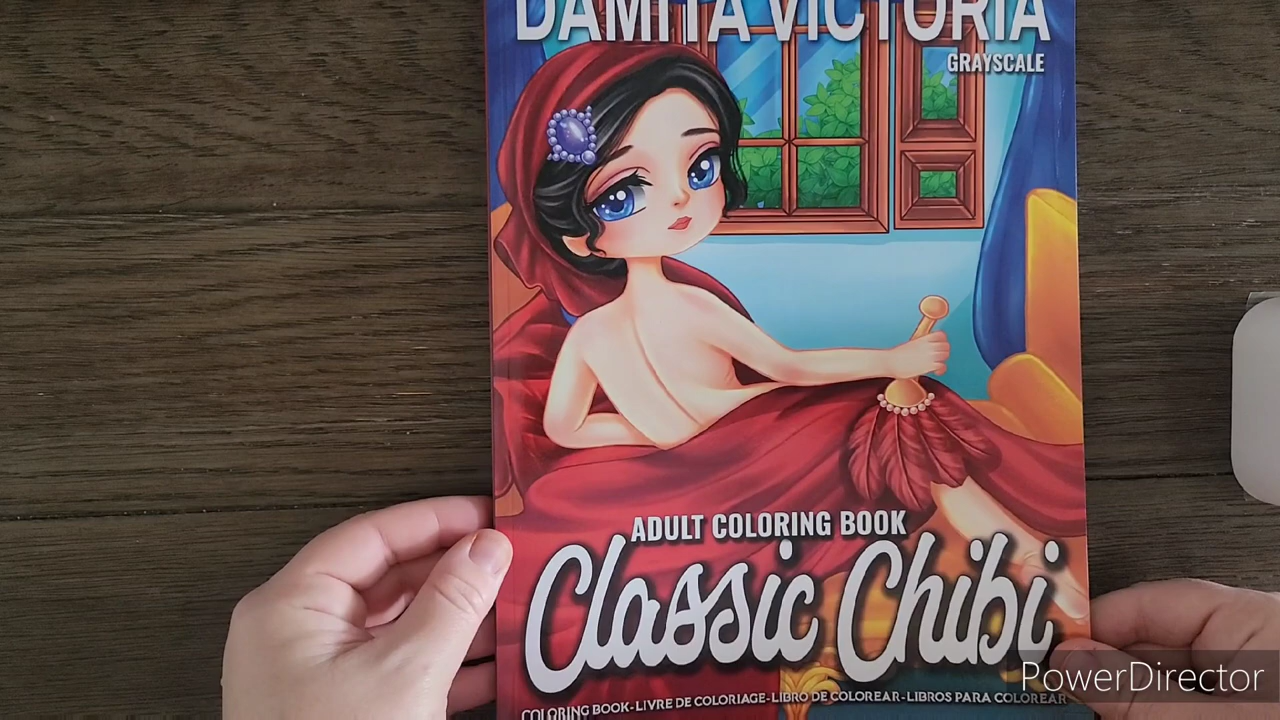 DAMITA VICTORIA
GRAYSCALE
ADULT COLORING BOOK
Classic Chibi
COLORING BOOK-LIVRE DE COLORIAGE-LIBRO DE COLOREAR-LIBROS PARA COLOREAR
PowerDirector